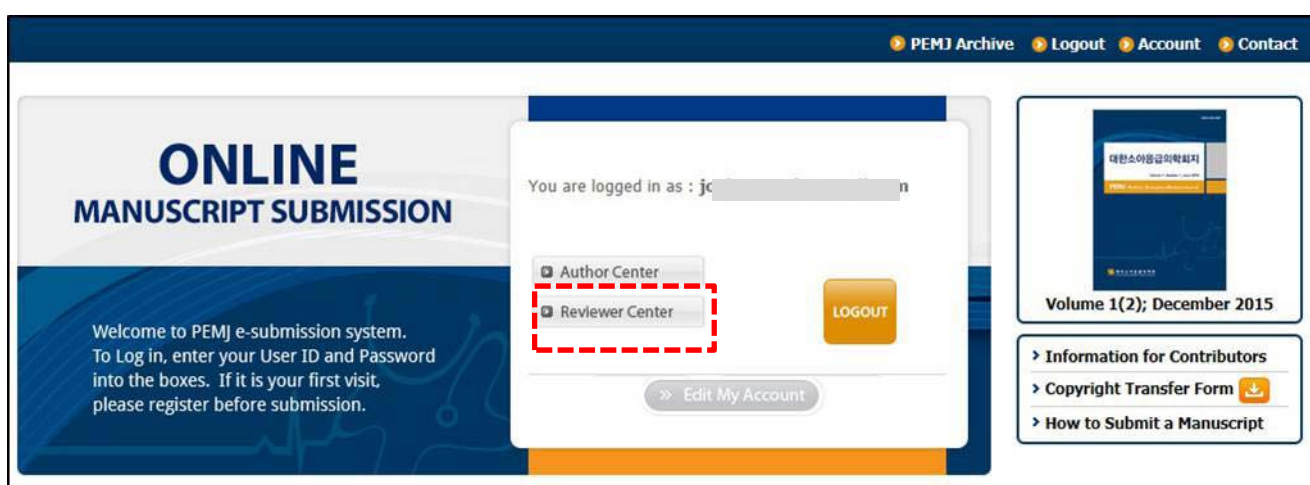 PEMJ Archive Logout Account Contact
ONLINE
MANUSCRIPT SUBMISSION
Welcome to PEMJ e-submission system.
To Log in, enter your User ID and Password
into the boxes. If it is your first visit,
please register before submission.
You are logged in as :
Author Center
Reviewer Center
LOGOUT
» Edit My Account
대한소아응급의학회지
Volume 1(2); December 2015
> Information for Contributors
> Copyright Transfer Form
> How to Submit a Manuscript